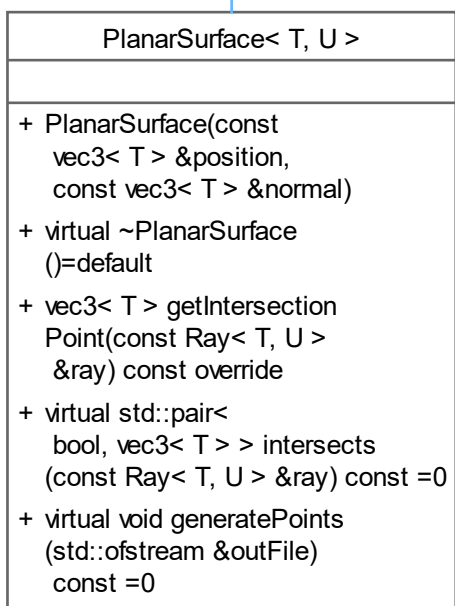 PlanarSurface< T, U >
+ PlanarSurface(const
vec3< T > &position,
const vec3< T > &normal)
+ virtual ~PlanarSurface
()=default
+ vec3< T > getIntersection
Point(const Ray< T, U >
&ray) const override
+ virtual std::pair<
bool, vec3< T > > intersects
(const Ray< T, U > &ray) const =0
+ virtual void generatePoints
(std::ofstream &outFile)
const =0